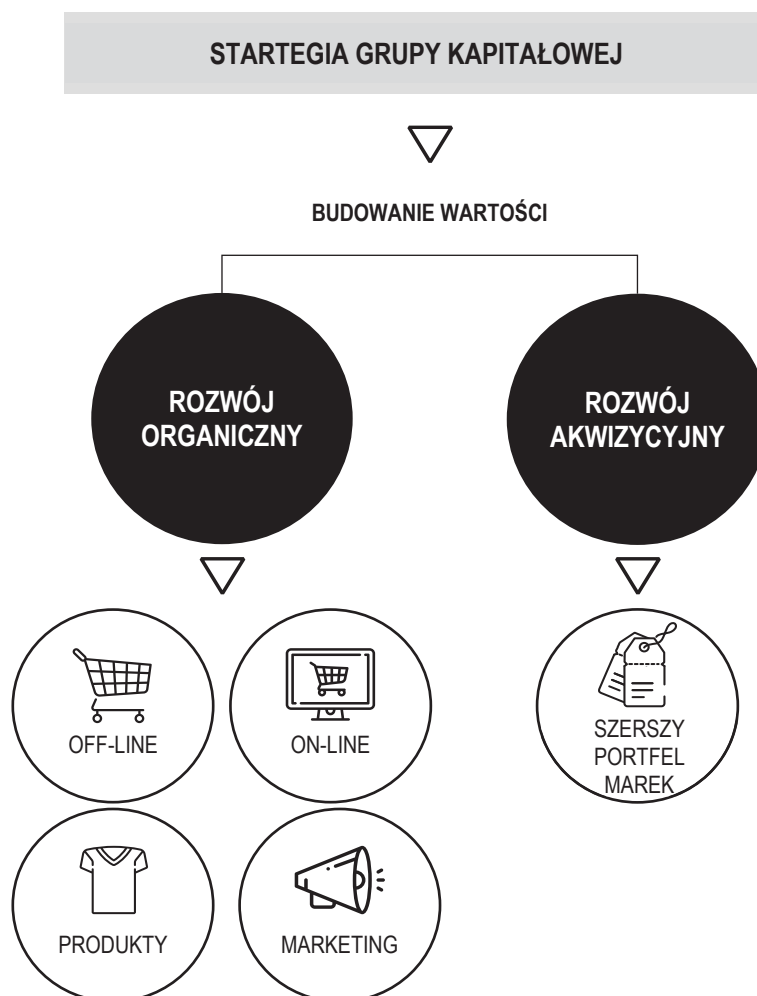 STARTEGIA GRUPY KAPITAŁOWEJ
BUDOWANIE WARTOŚCI
ROZWÓJ
ORGANICZNY
ROZWÓJ
AKWIZYCYJNY
OFF-LINE
ON-LINE
SZERSZY
PORTFEL
MAREK
PRODUKTY
MARKETING